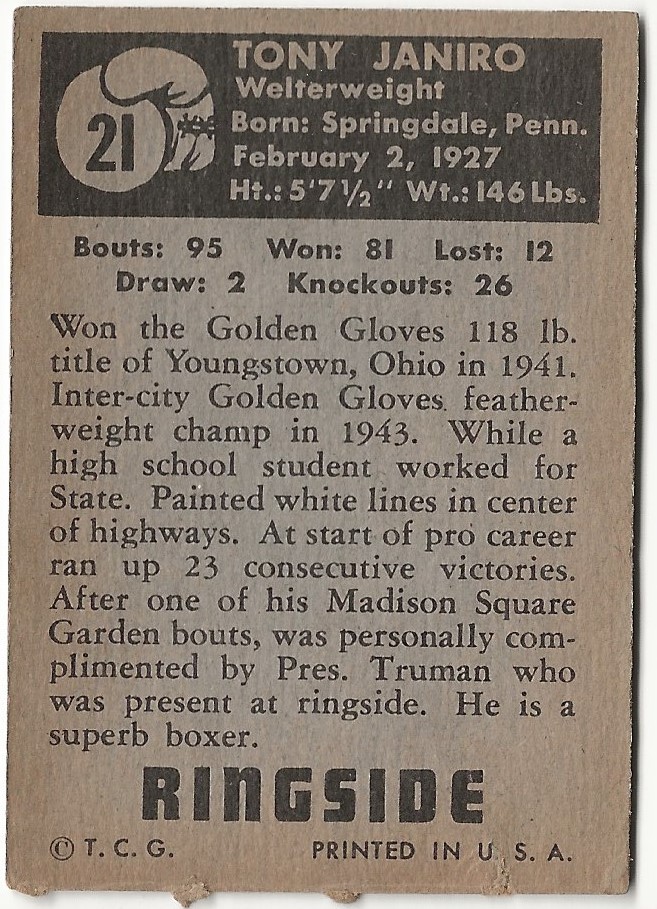 21
TONY JANIRO
Welterweight
Born: Springdale, Penn.
February 2, 1927
Ht.: 5'7 1/2" Wt.: 146 Lbs.
Bouts: 95 Won: 81 Lost: 12
Draw: 2 Knockouts: 26
Won the Golden Gloves 118 lb.
title of Youngstown, Ohio in 1941.
Inter-city Golden Gloves feather-
weight champ in 1943. While a
high school student worked for
State. Painted white lines in center
of highways. At start of pro career
ran up 23 consecutive victories.
After one of his Madison Square
Garden bouts, was personally com-
plimented by Pres. Truman who
was present at ringside. He is a
superb boxer.
RINGSIDE
© T. C. G. PRINTED IN U. S. A.